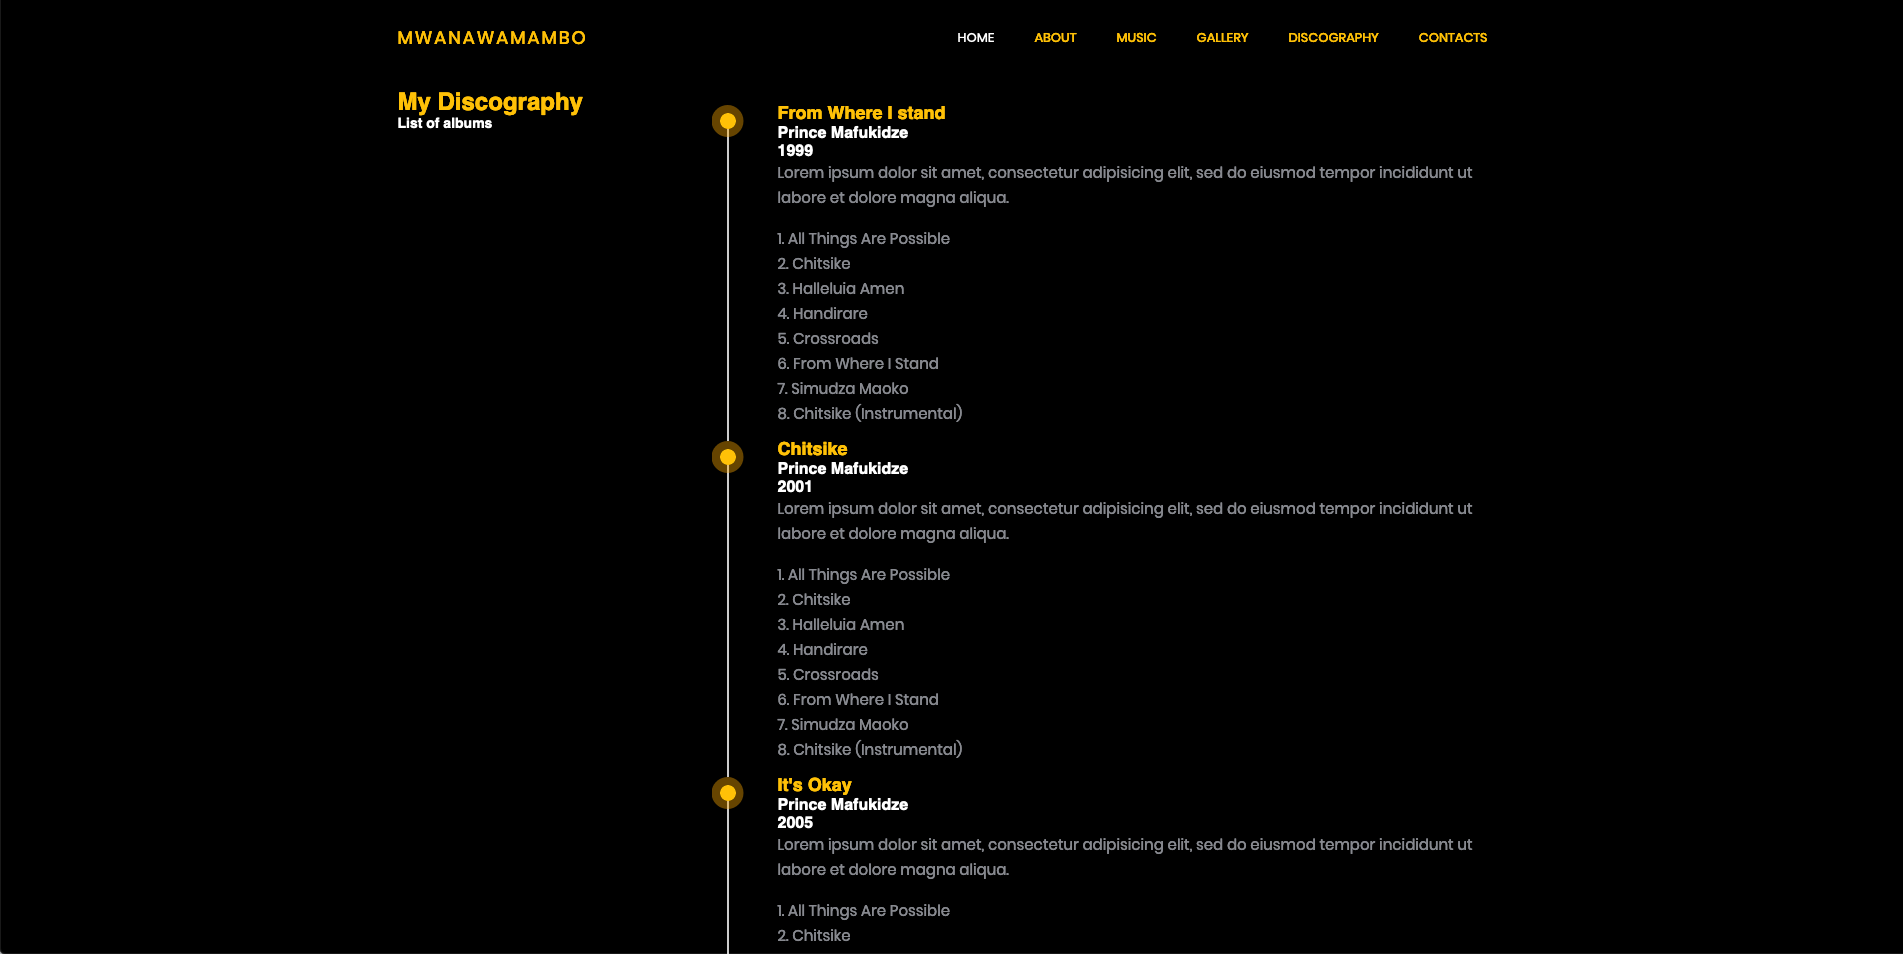 MWANAWAMAMBO
HOME ABOUT MUSIC GALLERY DISCOGRAPHY CONTACTS
My Discography
List of albums
From Where I stand
Prince Mafukidze
1999
Lorem ipsum dolor sit amet, consectetur adipisicing elit, sed do eiusmod tempor incididunt ut
labore et dolore magna aliqua.
1. All Things Are Possible
2. Chitsike
3. Halleluia Amen
4. Handirare
5. Crossroads
6. From Where I Stand
7. Simudza Maoko
8. Chitsike (Instrumental)
Chitsike
Prince Mafukidze
2001
Lorem ipsum dolor sit amet, consectetur adipisicing elit, sed do eiusmod tempor incididunt ut
labore et dolore magna aliqua.
1. All Things Are Possible
2. Chitsike
3. Halleluia Amen
4. Handirare
5. Crossroads
6. From Where I Stand
7. Simudza Maoko
8. Chitsike (Instrumental)
It's Okay
Prince Mafukidze
2005
Lorem ipsum dolor sit amet, consectetur adipisicing elit, sed do eiusmod tempor incididunt ut
labore et dolore magna aliqua.
1. All Things Are Possible
2. Chitsike